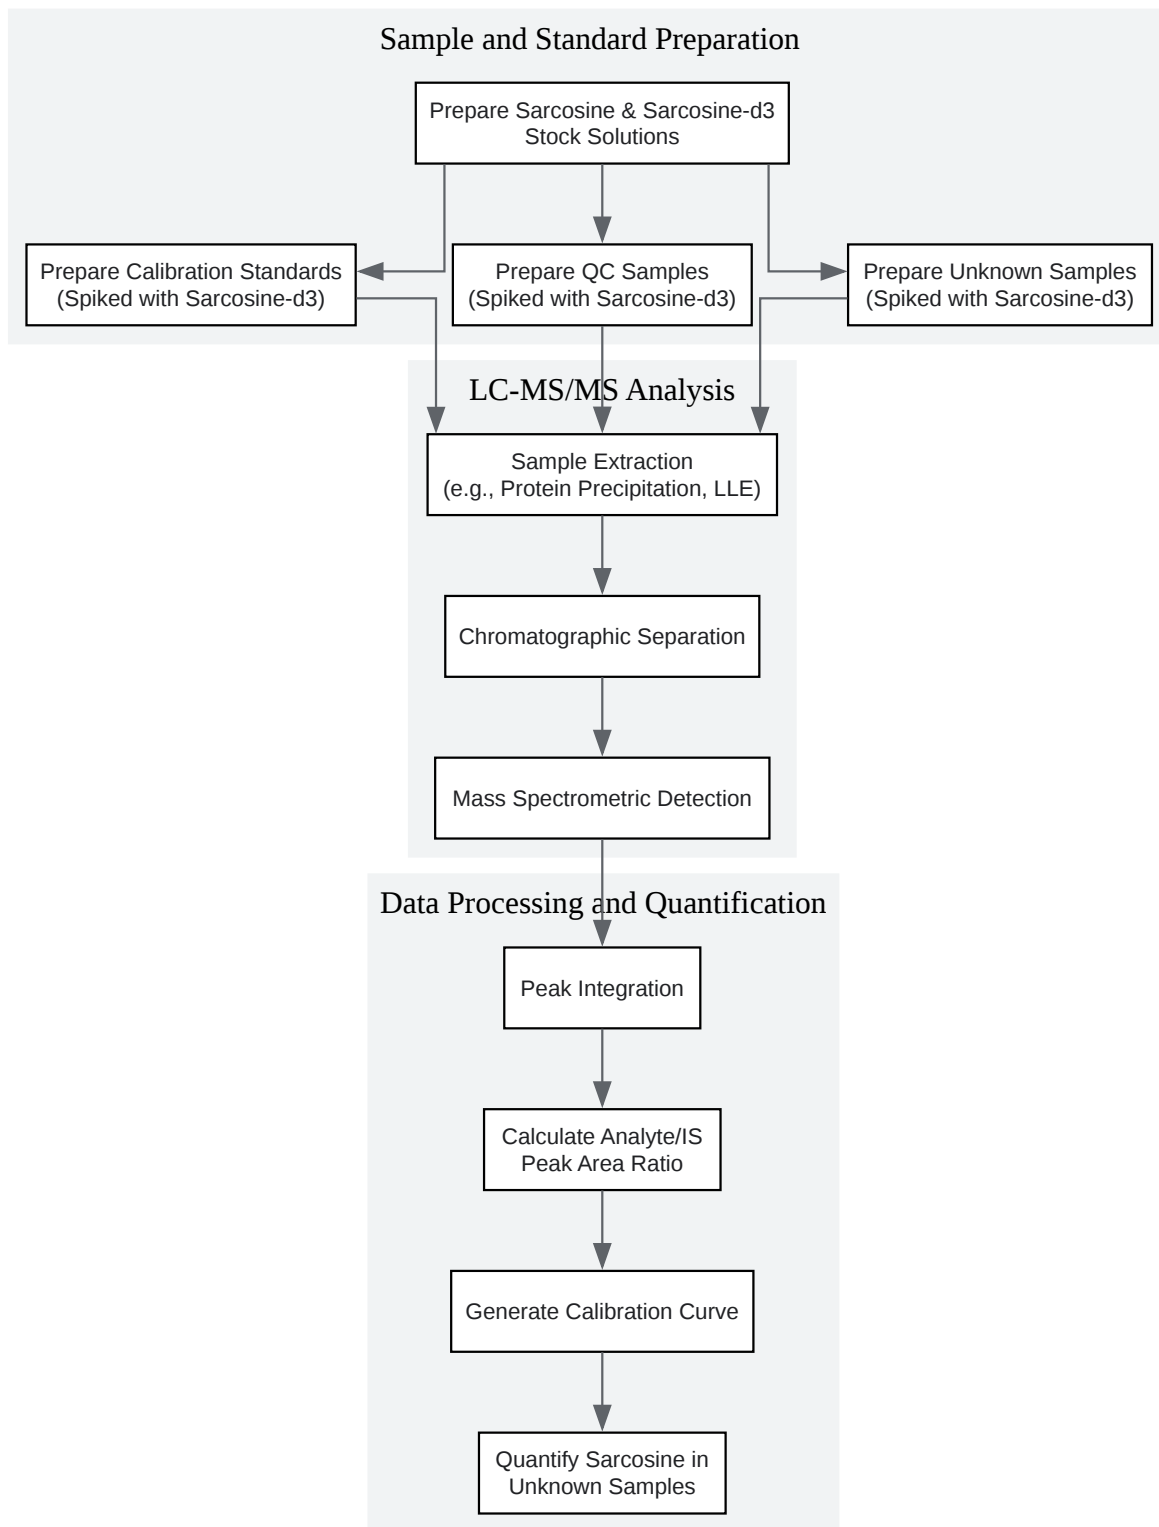 Sample and Standard Preparation
Prepare Sarcosine & Sarcosine-d3
Stock Solutions
Prepare Calibration Standards
(Spiked with Sarcosine-d3)
Prepare QC Samples
(Spiked with Sarcosine-d3)
Prepare Unknown Samples
(Spiked with Sarcosine-d3)
LC-MS/MS Analysis
Sample Extraction
(e.g., Protein Precipitation, LLE)
Chromatographic Separation
Mass Spectrometric Detection
Data Processing and Quantification
Peak Integration
Calculate Analyte/IS
Peak Area Ratio
Generate Calibration Curve
Quantify Sarcosine in
Unknown Samples